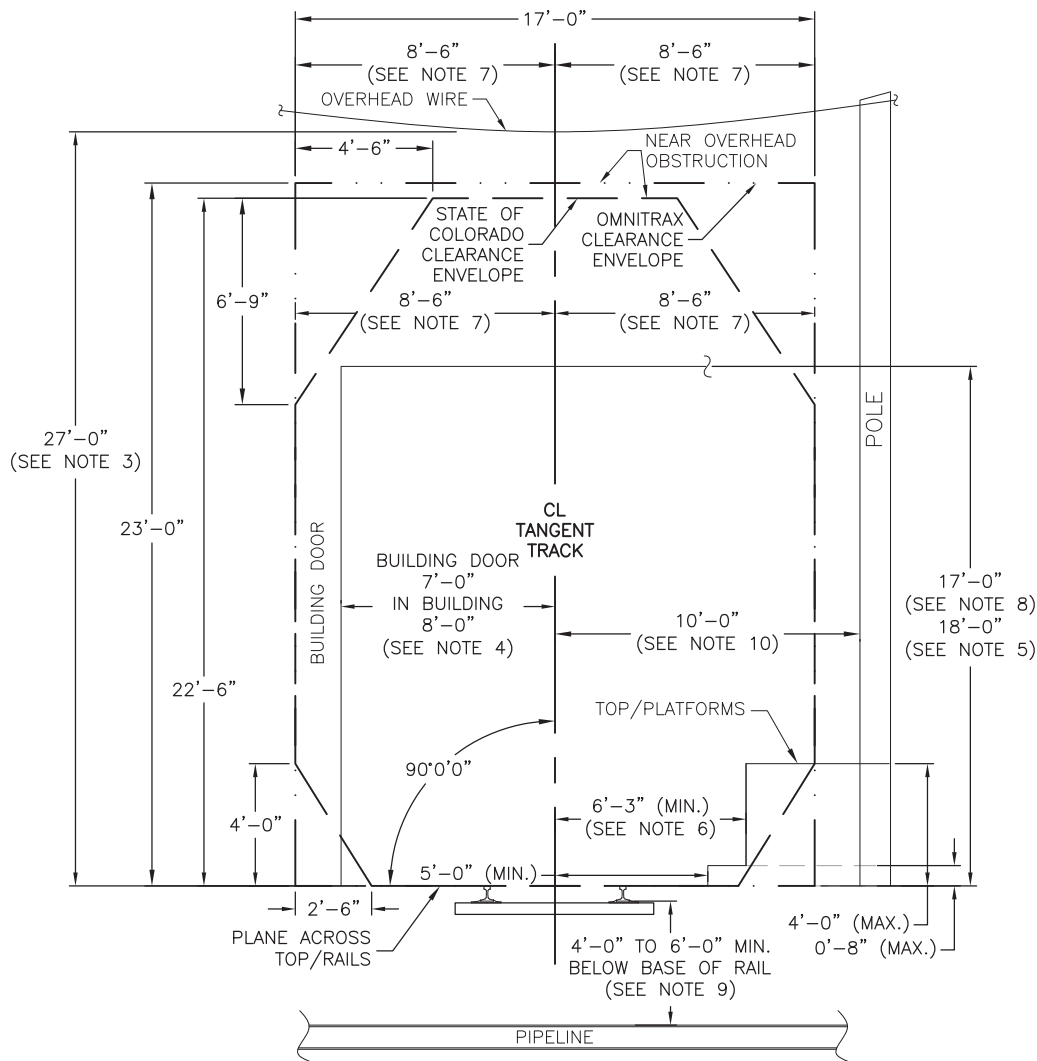 17'-0"
8'-6"
(SEE NOTE 7)
8'-6"
(SEE NOTE 7)
OVERHEAD WIRE
4'-6"
NEAR OVERHEAD
OBSTRUCTION
STATE OF
COLORADO
CLEARANCE
ENVELOPE
OMNITRAX
CLEARANCE
ENVELOPE
6'-9"
8'-6"
(SEE NOTE 7)
8'-6"
(SEE NOTE 7)
27'-0"
(SEE NOTE 3)
23'-0"
22'-6"
POLE
CL
TANGENT
TRACK
BUILDING DOOR
BUILDING DOOR
7'-0"
IN BUILDING
8'-0"
(SEE NOTE 4)
10'-0"
(SEE NOTE 10)
17'-0"
(SEE NOTE 8)
18'-0"
(SEE NOTE 5)
TOP/PLATFORMS
90°0'0"
4'-0"
6'-3" (MIN.)
(SEE NOTE 6)
5'-0" (MIN.)
2'-6"
PLANE ACROSS
TOP/RAILS
4'-0" TO 6'-0" MIN.
BELOW BASE OF RAIL
(SEE NOTE 9)
4'-0" (MAX.)
0'-8" (MAX.)
PIPELINE